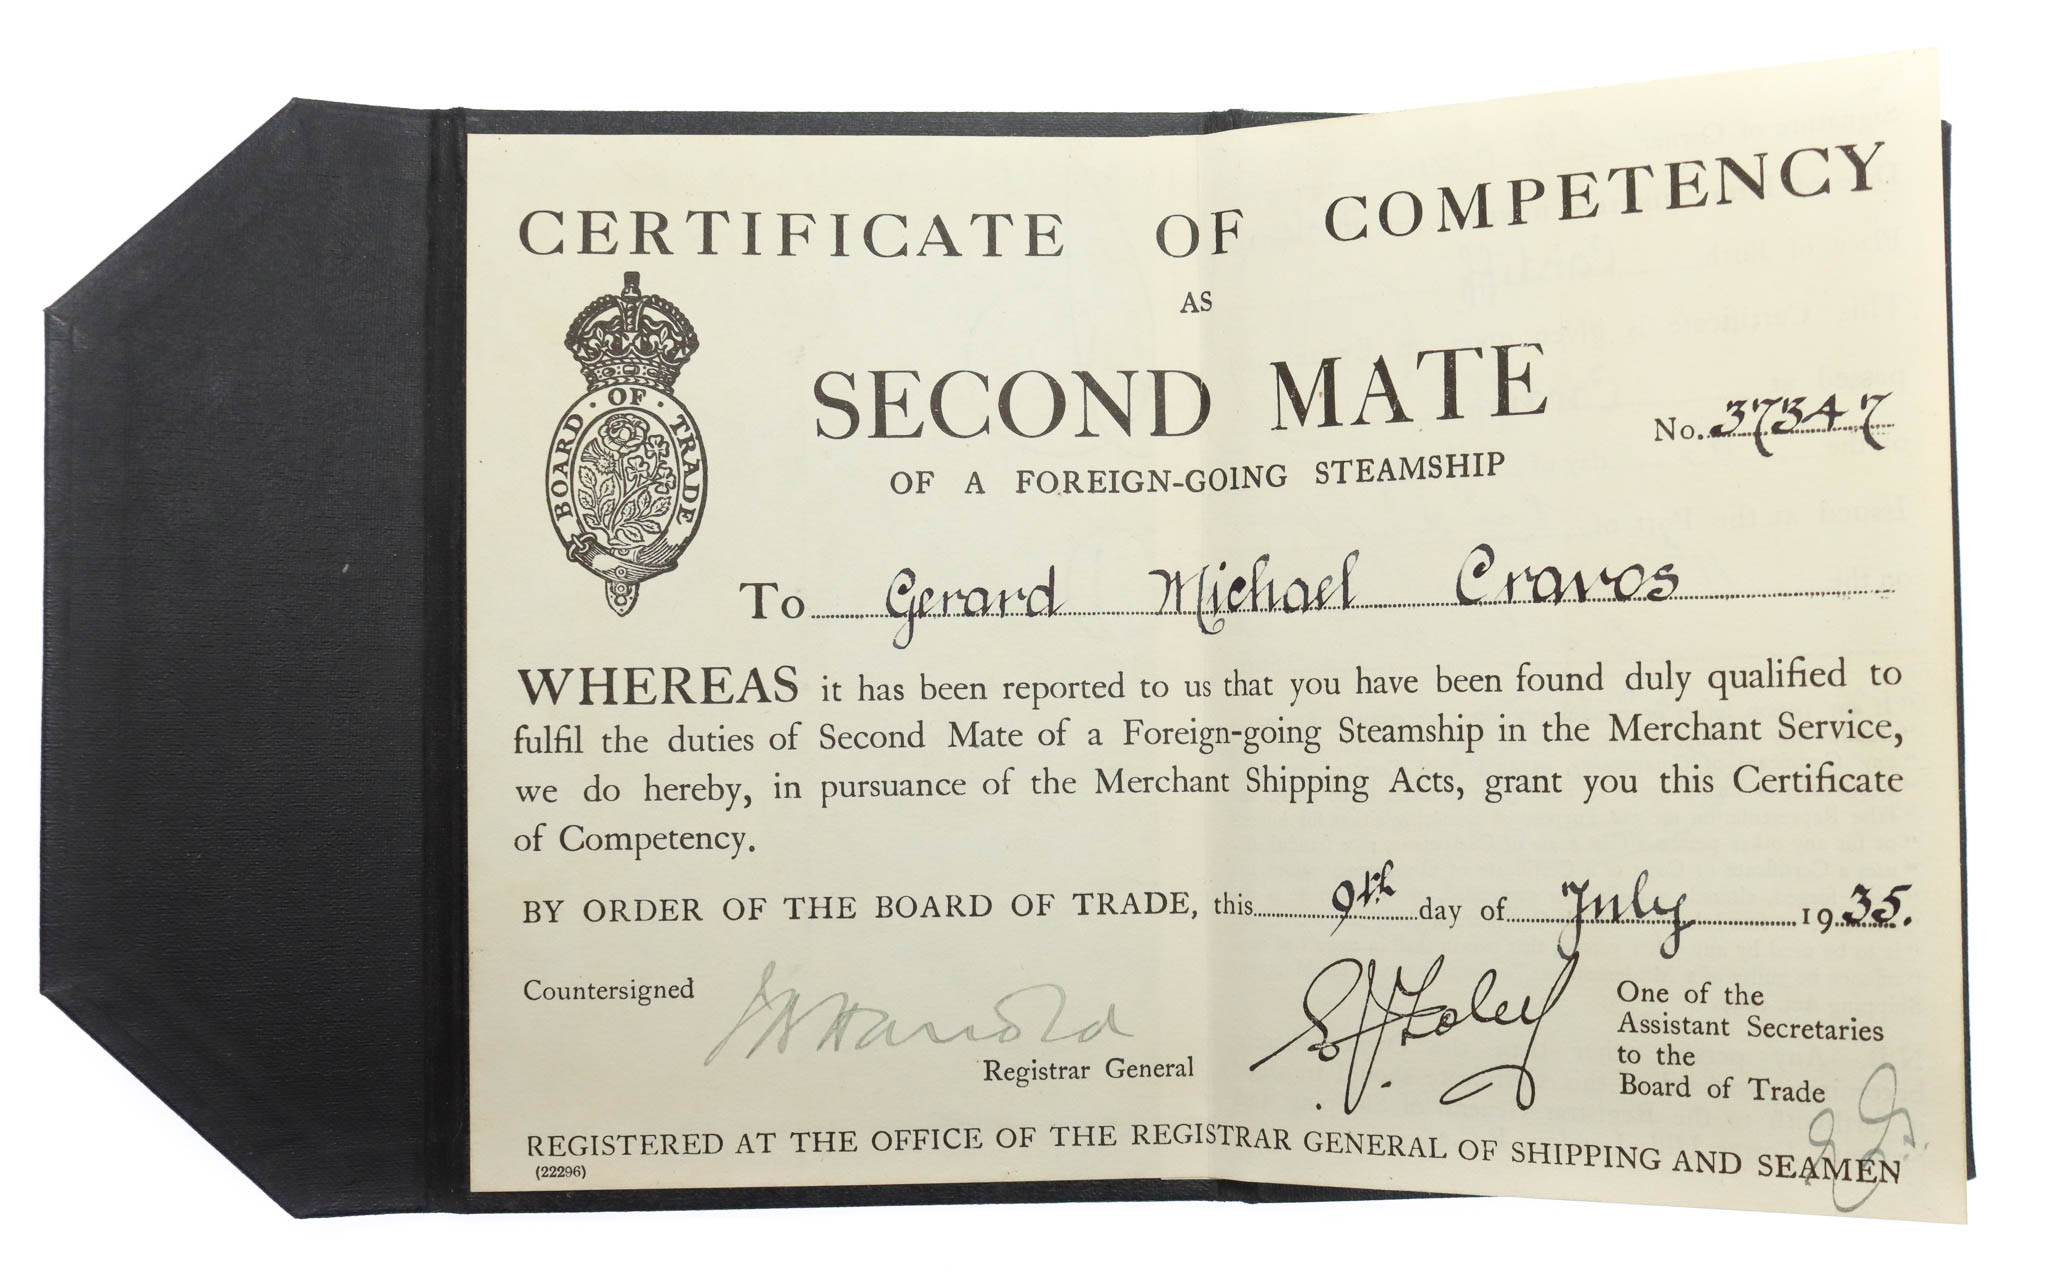 CERTIFICATE OF COMPETENCY
AS
SECOND MATE
No. 37347
OF A FOREIGN-GOING STEAMSHIP
BOARD · OF · TRADE
To Gerard Michael Cravos
WHEREAS it has been reported to us that you have been found duly qualified to
fulfil the duties of Second Mate of a Foreign-going Steamship in the Merchant Service,
we do hereby, in pursuance of the Merchant Shipping Acts, grant you this Certificate
of Competency.
BY ORDER OF THE BOARD OF TRADE, this 9th day of July 1935.
Countersigned
Registrar General
One of the
Assistant Secretaries
to the
Board of Trade
REGISTERED AT THE OFFICE OF THE REGISTRAR GENERAL OF SHIPPING AND SEAMEN
(22296)